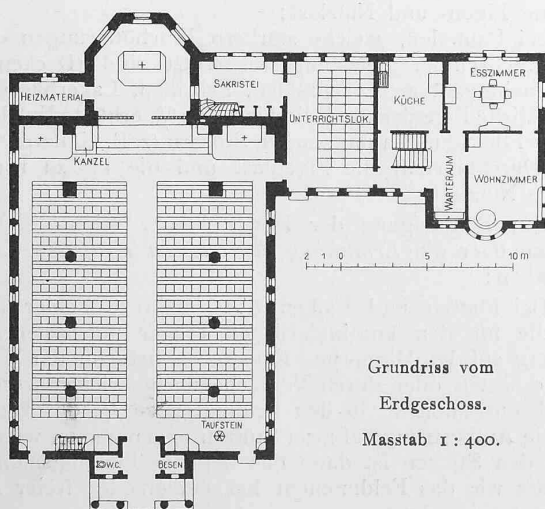 HEIZMATERIAL
SAKRISTEI
UNTERRICHTSLOK.
KÜCHE
ESSZIMMER
KANZEL
WARTERAUM
WOHNZIMMER
2 1 0 5 10 m
Grundriss vom
Erdgeschoss.
Masstab 1 : 400.
TAUFSTEIN
W.C.
BESEN